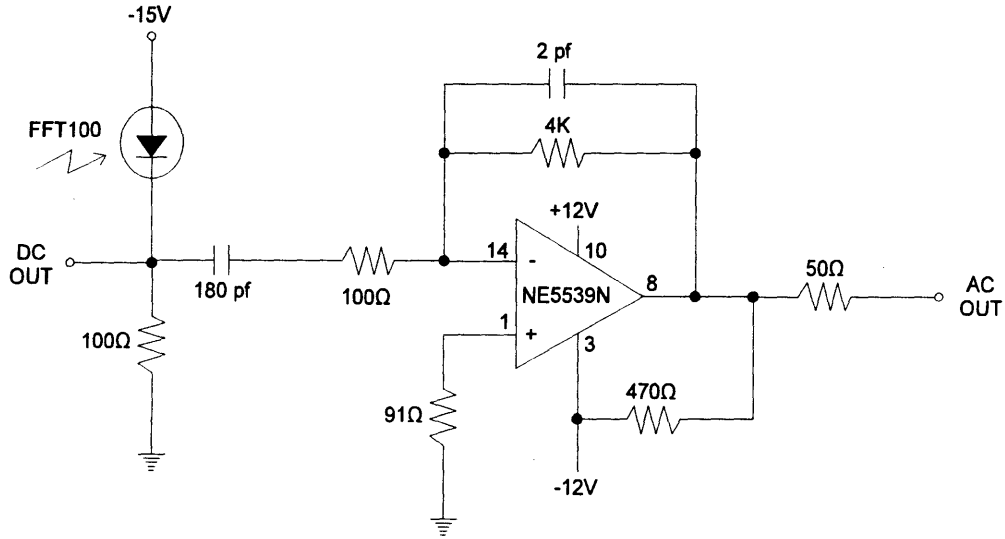 -15V
FFT100
DC
OUT
180 pf
100Ω
100Ω
2 pf
4K
+12V
14
-
10
NE5539N
8
1
+
3
91Ω
470Ω
-12V
50Ω
AC
OUT